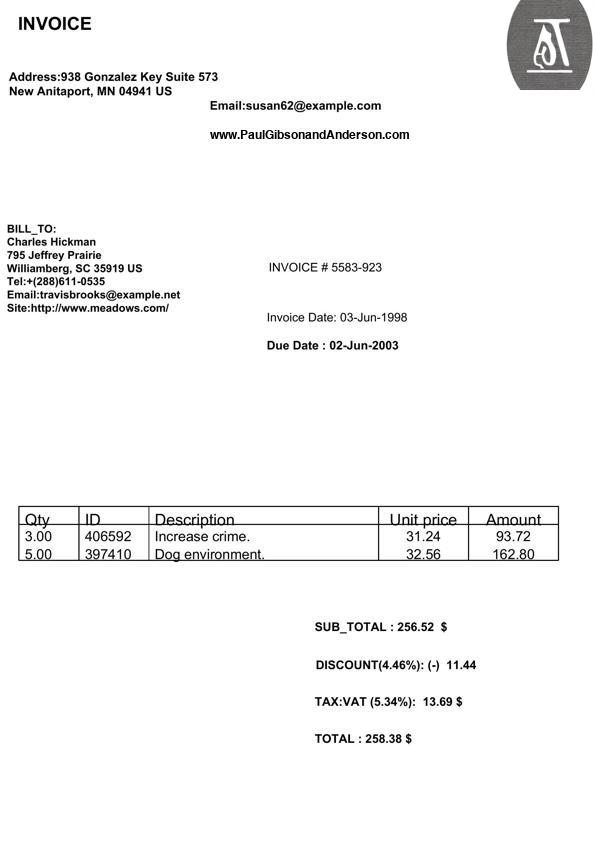 INVOICE
Address:938 Gonzalez Key Suite 573
New Anitaport, MN 04941 US
Email:susan62@example.com
www.PaulGibsonandAnderson.com
BILL_TO:
Charles Hickman
795 Jeffrey Prairie
Williamberg, SC 35919 US
Tel:+(288)611-0535
Email:travisbrooks@example.net
Site:http://www.meadows.com/
INVOICE # 5583-923
Invoice Date: 03-Jun-1998
Due Date : 02-Jun-2003
Qty ID Description Unit price Amount
3.00 406592 Increase crime. 31.24 93.72
5.00 397410 Dog environment. 32.56 162.80
SUB_TOTAL : 256.52 $
DISCOUNT(4.46%): (-) 11.44
TAX:VAT (5.34%): 13.69 $
TOTAL : 258.38 $